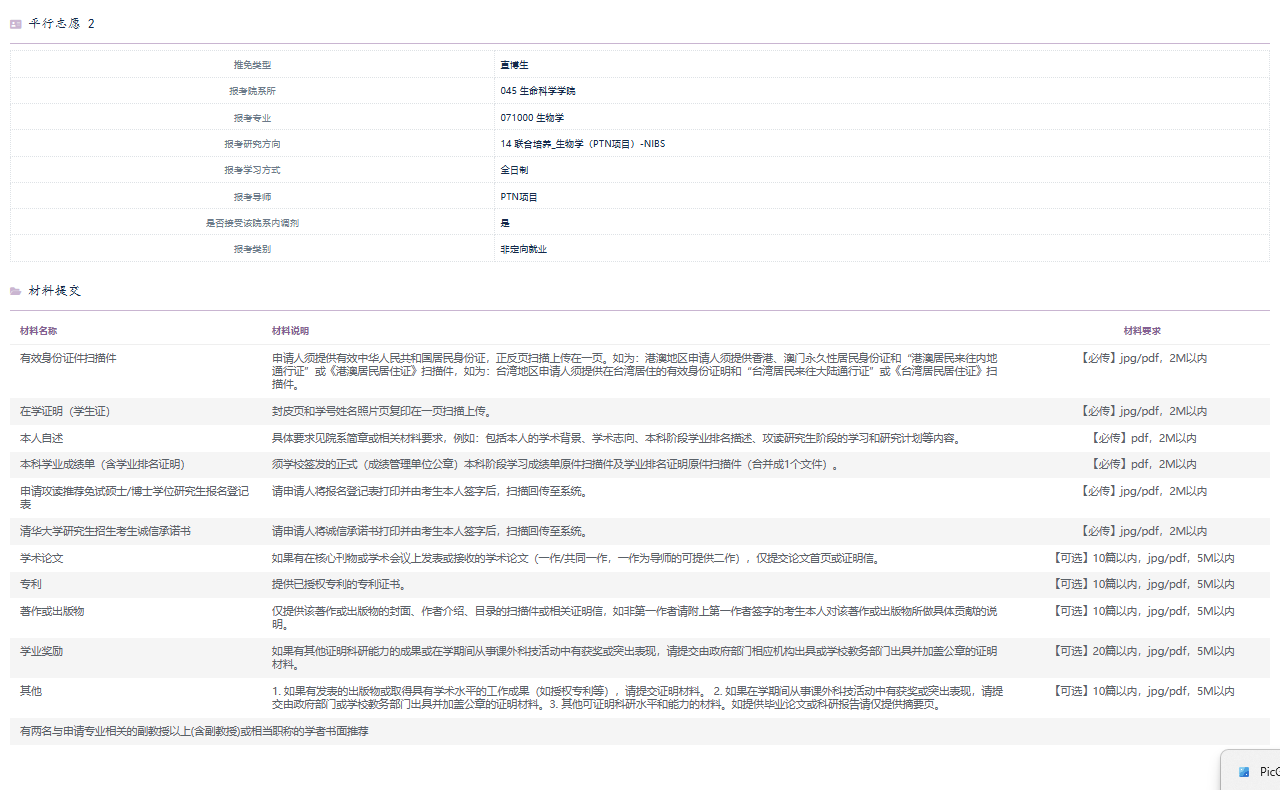 平行志愿 2
推免类型 直博生
报考院系所 045 生命科学学院
报考专业 071000 生物学
报考研究方向 14 联合培养_生物学（PTN项目）-NIBS
报考学习方式 全日制
报考导师 PTN项目
是否接受该院系内调剂 是
报考类别 非定向就业
材料提交
材料名称 材料说明 材料要求
有效身份证件扫描件 申请人须提供有效中华人民共和国居民身份证，正反页扫描上传在一页。如为：港澳地区申请人须提供香港、澳门永久性居民身份证和“港澳居民来往内地 【必传】jpg/pdf，2M以内
通行证”或《港澳居民居住证》扫描件，如为：台湾地区申请人须提供在台湾居住的有效身份证明和“台湾居民来往大陆通行证”或《台湾居民居住证》扫
描件。
在学证明（学生证） 封皮页和学号姓名照片页复印在一页扫描上传。 【必传】jpg/pdf，2M以内
本人自述 具体要求见院系简章或相关材料要求，例如：包括本人的学术背景、学术志向、本科阶段学业排名描述、攻读研究生阶段的学习和研究计划等内容。 【必传】pdf，2M以内
本科学业成绩单（含学业排名证明） 须学校签发的正式（成绩管理单位公章）本科阶段学习成绩单原件扫描件及学业排名证明原件扫描件（合并成1个文件）。 【必传】pdf，2M以内
申请攻读推荐免试硕士/博士学位研究生报名登记 请申请人将报名登记表打印并由考生本人签字后，扫描回传至系统。 【必传】jpg/pdf，2M以内
表
清华大学研究生招生考生诚信承诺书 请申请人将诚信承诺书打印并由考生本人签字后，扫描回传至系统。 【必传】jpg/pdf，2M以内
学术论文 如果有在核心刊物或学术会议上发表或接收的学术论文（一作/共同一作，一作为导师的可提供二作），仅提交论文首页或证明信。 【可选】10篇以内，jpg/pdf，5M以内
专利 提供已授权专利的专利证书。 【可选】10篇以内，jpg/pdf，5M以内
著作或出版物 仅提供该著作或出版物的封面、作者介绍、目录的扫描件或相关证明信，如非第一作者请附上第一作者签字的考生本人对该著作或出版物所做具体贡献的说 【可选】10篇以内，jpg/pdf，5M以内
明。
学业奖励 如果有其他证明科研能力的成果或在学期间从事课外科技活动中有获奖或突出表现，请提交由政府部门相应机构出具或学校教务部门出具并加盖公章的证明 【可选】20篇以内，jpg/pdf，5M以内
材料。
其他 1. 如果有发表的出版物或取得具有学术水平的工作成果（如授权专利等），请提交证明材料。 2. 如果在学期间从事课外科技活动中有获奖或突出表现，请提 【可选】10篇以内，jpg/pdf，5M以内
交由政府部门或学校教务部门出具并加盖公章的证明材料。3. 其他可证明科研水平和能力的材料。如提供毕业论文或科研报告请仅提供摘要页。
有两名与申请专业相关的副教授以上(含副教授)或相当职称的学者书面推荐